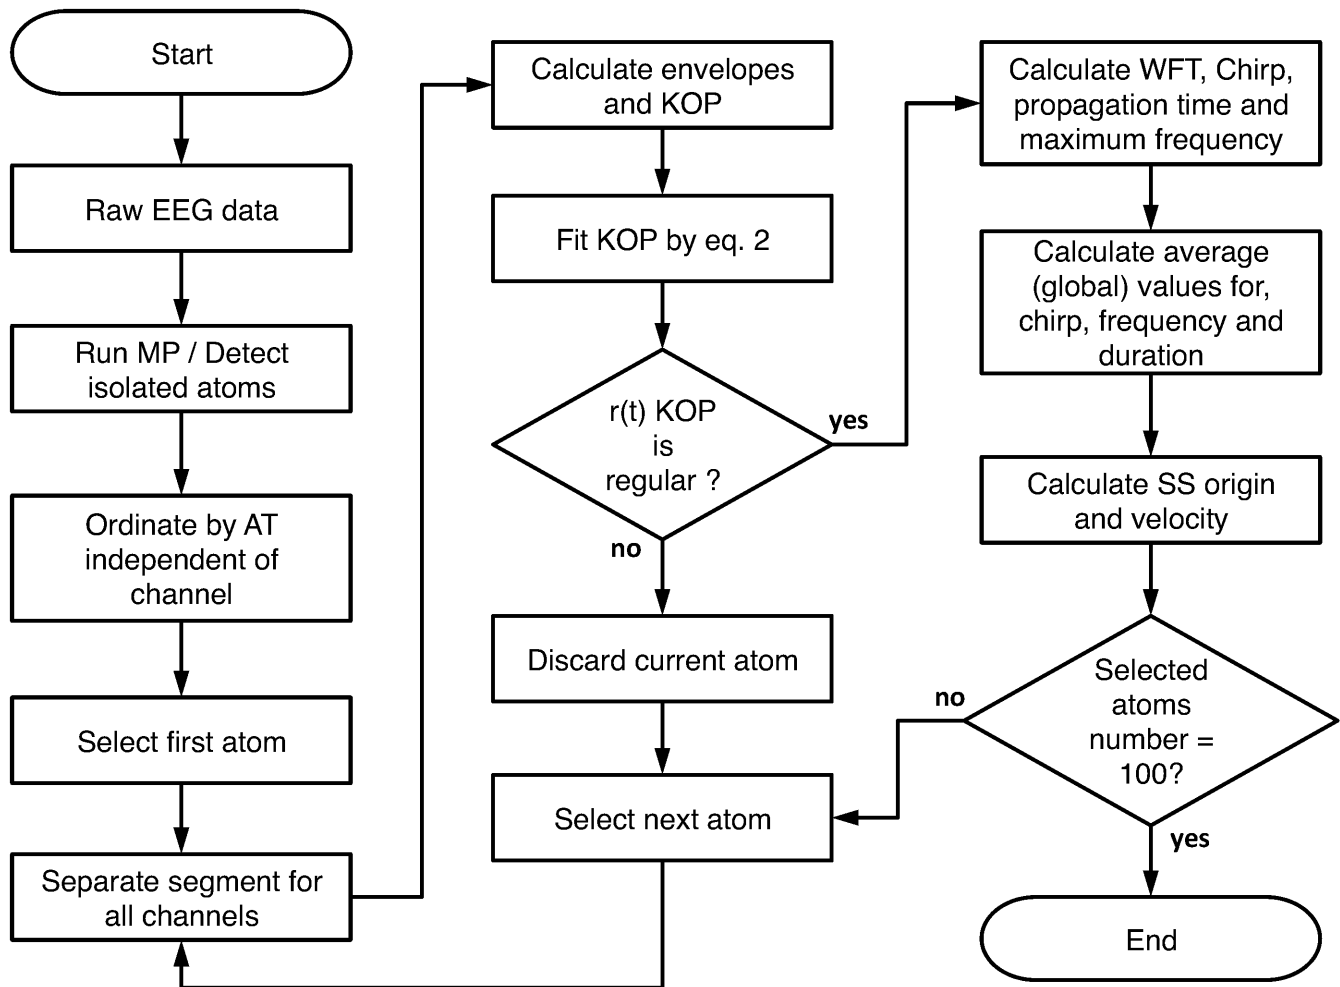 Start
Raw EEG data
Run MP / Detect
isolated atoms
Ordinate by AT
independent of
channel
Select first atom
Separate segment for
all channels
Calculate envelopes
and KOP
Fit KOP by eq. 2
r(t) KOP
is
regular ?
yes
no
Discard current atom
Select next atom
Calculate WFT, Chirp,
propagation time and
maximum frequency
Calculate average
(global) values for,
chirp, frequency and
duration
Calculate SS origin
and velocity
Selected
atoms
number =
100?
no
yes
End